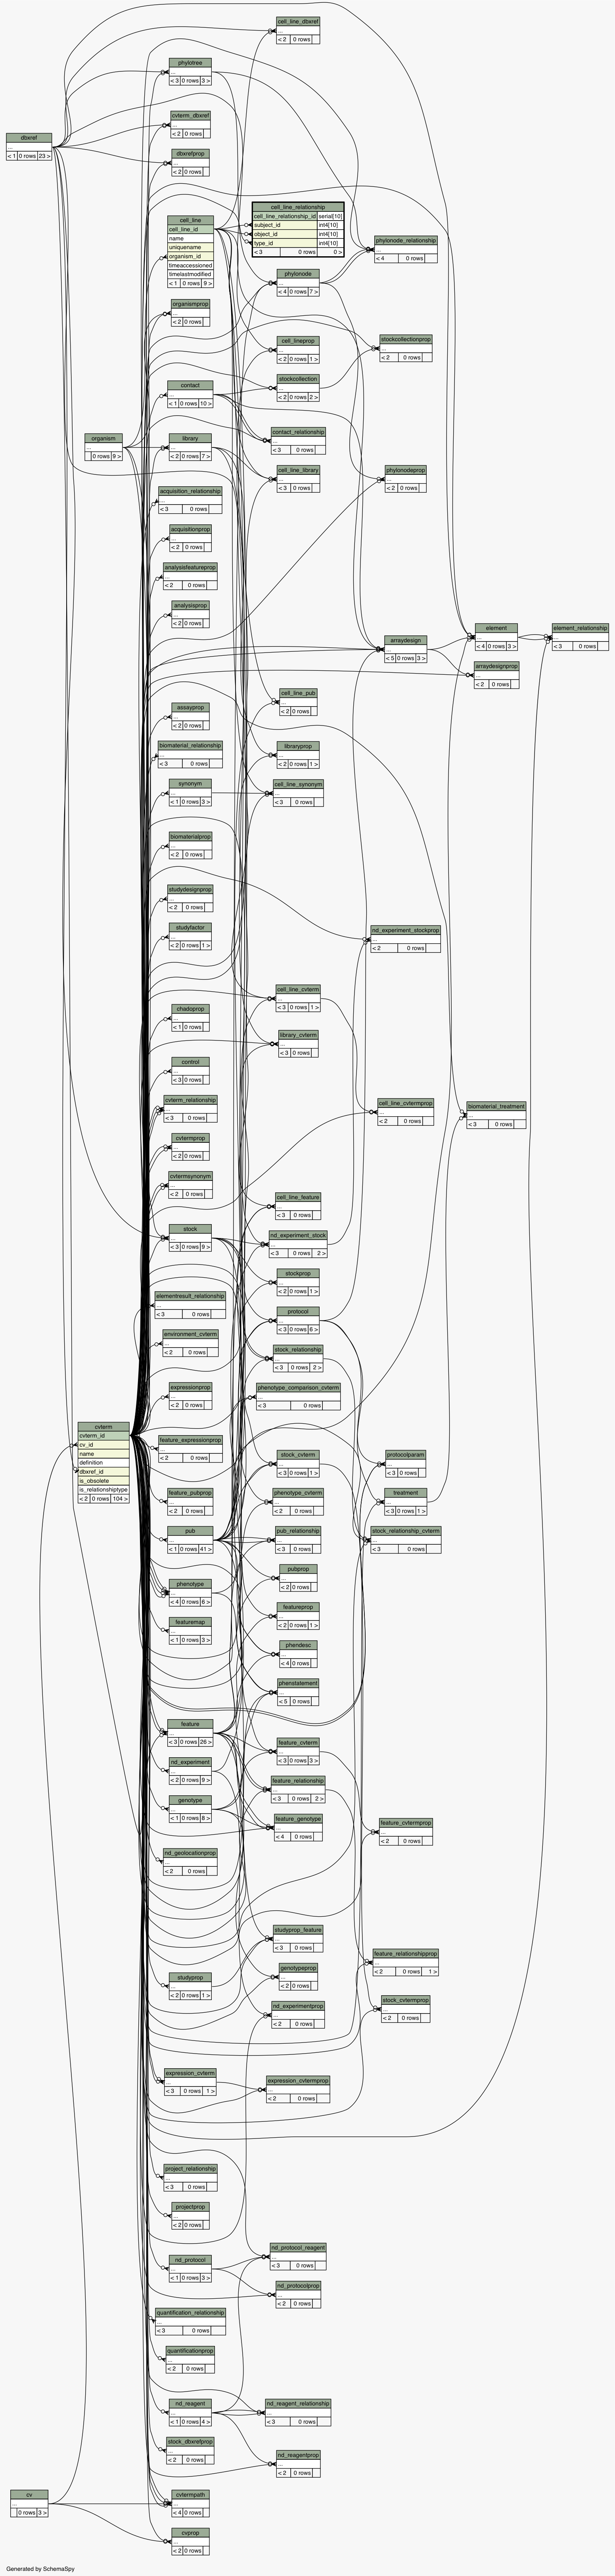 cell_line_dbxref
...
< 2 0 rows
phylotree
...
< 3 0 rows 3 >
cvterm_dbxref
...
< 2 0 rows
dbxref
...
< 1 0 rows 23 >
dbxrefprop
...
< 2 0 rows
cell_line
cell_line_id
name
uniquename
organism_id
timeaccessioned
timelastmodified
< 1 0 rows 9 >
cell_line_relationship
cell_line_relationship_id serial[10]
subject_id int4[10]
object_id int4[10]
type_id int4[10]
< 3 0 rows 0 >
phylonode_relationship
...
< 4 0 rows
phylonode
...
< 4 0 rows 7 >
organismprop
...
< 2 0 rows
cell_lineprop
...
< 2 0 rows 1 >
stockcollectionprop
...
< 2 0 rows
contact
...
< 1 0 rows 10 >
stockcollection
...
< 2 0 rows 2 >
organism
...
0 rows 9 >
library
...
< 2 0 rows 7 >
contact_relationship
...
< 3 0 rows
cell_line_library
...
< 3 0 rows
phylonodeprop
...
< 2 0 rows
acquisition_relationship
...
< 3 0 rows
acquisitionprop
...
< 2 0 rows
analysisfeatureprop
...
< 2 0 rows
analysisprop
...
< 2 0 rows
arraydesign
...
< 5 0 rows 3 >
element
...
< 4 0 rows 3 >
element_relationship
...
< 3 0 rows
arraydesignprop
...
< 2 0 rows
cell_line_pub
...
< 2 0 rows
assayprop
...
< 2 0 rows
biomaterial_relationship
...
< 3 0 rows
libraryprop
...
< 2 0 rows 1 >
synonym
...
< 1 0 rows 3 >
cell_line_synonym
...
< 3 0 rows
biomaterialprop
...
< 2 0 rows
studydesignprop
...
< 2 0 rows
studyfactor
...
< 2 0 rows 1 >
nd_experiment_stockprop
...
< 2 0 rows
cell_line_cvterm
...
< 3 0 rows 1 >
chadoprop
...
< 1 0 rows
library_cvterm
...
< 3 0 rows
control
...
< 3 0 rows
cvterm_relationship
...
< 3 0 rows
cell_line_cvtermprop
...
< 2 0 rows
biomaterial_treatment
...
< 3 0 rows
cvtermprop
...
< 2 0 rows
cvtermsynonym
...
< 2 0 rows
cell_line_feature
...
< 3 0 rows
stock
...
< 3 0 rows 9 >
nd_experiment_stock
...
< 3 0 rows 2 >
stockprop
...
< 2 0 rows 1 >
elementresult_relationship
...
< 3 0 rows
protocol
...
< 3 0 rows 6 >
environment_cvterm
...
< 2 0 rows
stock_relationship
...
< 3 0 rows 2 >
expressionprop
...
< 2 0 rows
phenotype_comparison_cvterm
...
< 3 0 rows
cvterm
cvterm_id
cv_id
name
definition
dbxref_id
is_obsolete
is_relationshiptype
< 2 0 rows 104 >
feature_expressionprop
...
< 2 0 rows
stock_cvterm
...
< 3 0 rows 1 >
protocolparam
...
< 3 0 rows
feature_pubprop
...
< 2 0 rows
phenotype_cvterm
...
< 2 0 rows
treatment
...
< 3 0 rows 1 >
pub
...
< 1 0 rows 41 >
pub_relationship
...
< 3 0 rows
stock_relationship_cvterm
...
< 3 0 rows
phenotype
...
< 4 0 rows 6 >
pubprop
...
< 2 0 rows
featuremap
...
< 1 0 rows 3 >
featureprop
...
< 2 0 rows 1 >
phendesc
...
< 4 0 rows
phenstatement
...
< 5 0 rows
feature
...
< 3 0 rows 26 >
feature_cvterm
...
< 3 0 rows 3 >
nd_experiment
...
< 2 0 rows 9 >
feature_relationship
...
< 3 0 rows 2 >
genotype
...
< 1 0 rows 8 >
feature_genotype
...
< 4 0 rows
feature_cvtermprop
...
< 2 0 rows
nd_geolocationprop
...
< 2 0 rows
studyprop_feature
...
< 3 0 rows
feature_relationshipprop
...
< 2 0 rows 1 >
studyprop
...
< 2 0 rows 1 >
genotypeprop
...
< 2 0 rows
nd_experimentprop
...
< 2 0 rows
stock_cvtermprop
...
< 2 0 rows
expression_cvterm
...
< 3 0 rows 1 >
expression_cvtermprop
...
< 2 0 rows
project_relationship
...
< 3 0 rows
projectprop
...
< 2 0 rows
nd_protocol
...
< 1 0 rows 3 >
nd_protocol_reagent
...
< 3 0 rows
nd_protocolprop
...
< 2 0 rows
quantification_relationship
...
< 3 0 rows
quantificationprop
...
< 2 0 rows
nd_reagent
...
< 1 0 rows 4 >
nd_reagent_relationship
...
< 3 0 rows
stock_dbxrefprop
...
< 2 0 rows
nd_reagentprop
...
< 2 0 rows
cv
...
0 rows 3 >
cvtermpath
...
< 4 0 rows
cvprop
...
< 2 0 rows
Generated by SchemaSpy